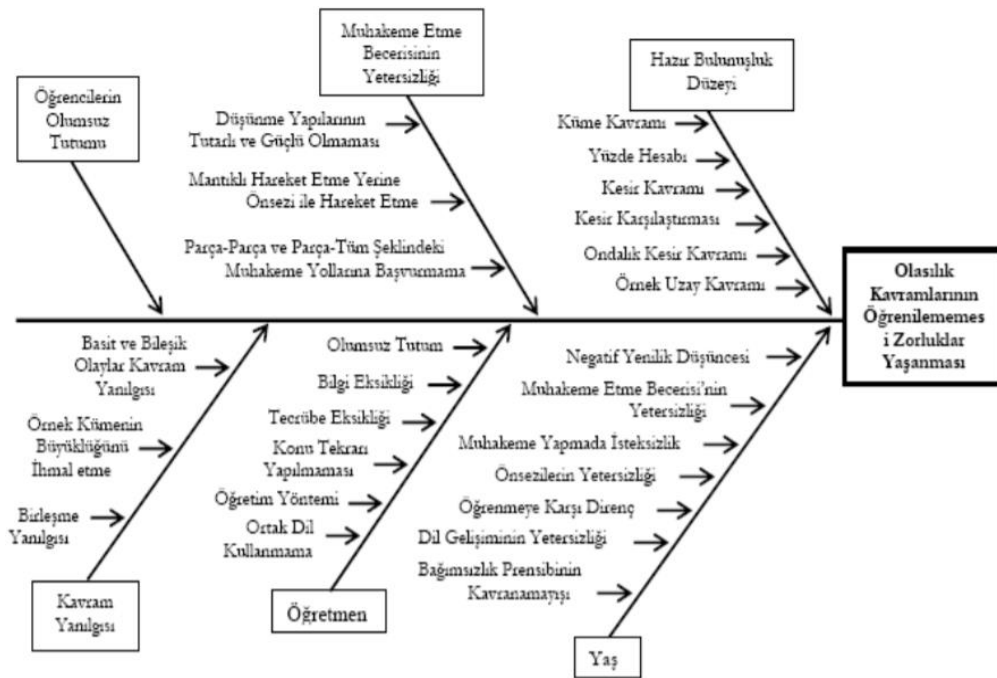 Öğrencilerin
Olumsuz
Tutumu
Muhakeme Etme
Becerisinin
Yetersizliği
Düşünme Yapılarının
Tutarlı ve Güçlü Olmaması
Mantıklı Hareket Etme Yerine
Önsezi ile Hareket Etme
Parça-Parça ve Parça-Tüm Şeklindeki
Muhakeme Yollarına Başvurmama
Hazır Bulunuşluk
Düzeyi
Küme Kavramı
Yüzde Hesabı
Kesir Kavramı
Kesir Karşılaştırması
Ondalık Kesir Kavramı
Örnek Uzay Kavramı
Olasılık
Kavramlarının
Öğrenilememes
i Zorluklar
Yaşanması
Basit ve Bileşik
Olaylar Kavram
Yanılgısı
Örnek Kümenin
Büyüklüğünü
İhmal etme
Birleşme
Yanılgısı
Kavram
Yanılgısı
Olumsuz Tutum
Bilgi Eksikliği
Tecrübe Eksikliği
Konu Tekrarı
Yapılmaması
Öğretim Yöntemi
Ortak Dil
Kullanmama
Öğretmen
Negatif Yenilik Düşüncesi
Muhakeme Etme Becerisi'nin
Yetersizliği
Muhakeme Yapmada İsteksizlik
Önsezilerin Yetersizliği
Öğrenmeye Karşı Direnç
Dil Gelişiminin Yetersizliği
Bağımsızlık Prensibinin
Kavranamayışı
Yaş